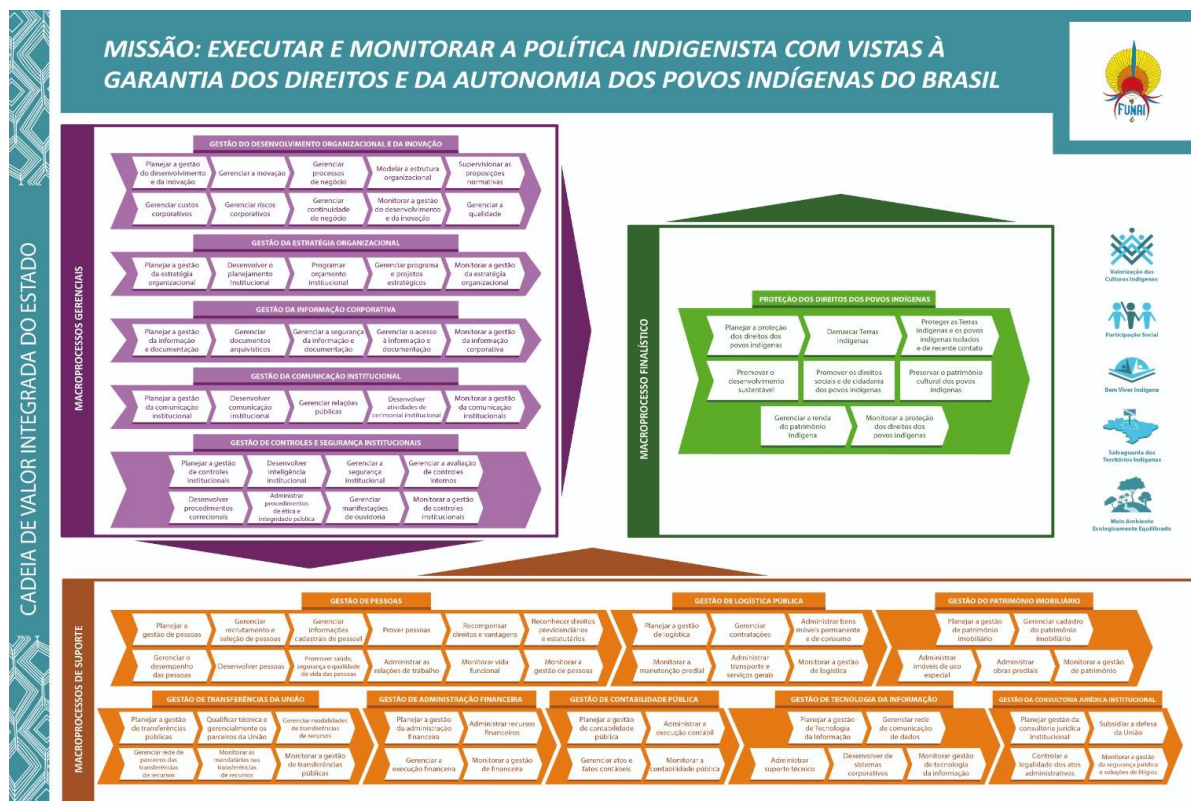 MISSÃO: EXECUTAR E MONITORAR A POLÍTICA INDIGENISTA COM VISTAS À
GARANTIA DOS DIREITOS E DA AUTONOMIA DOS POVOS INDÍGENAS DO BRASIL
FUNAI
CADEIA DE VALOR INTEGRADA DO ESTADO
MACROPROCESSOS GERENCIAIS
GESTÃO DO DESENVOLVIMENTO ORGANIZACIONAL E DA INOVAÇÃO
Planejar a gestão
do desenvolvimento
e da inovação
Gerenciar a inovação
Gerenciar
processos
de negócio
Modelar a estrutura
organizacional
Supervisionar as
proposições
normativas
Gerenciar custos
corporativos
Gerenciar riscos
corporativos
Gerenciar
continuidade
de negócio
Monitorar a gestão
do desenvolvimento
e da inovação
Gerenciar a
qualidade
GESTÃO DA ESTRATÉGIA ORGANIZACIONAL
Planejar a gestão
da estratégia
organizacional
Desenvolver o
planejamento
Institucional
Programar
orçamento
institucional
Gerenciar programa
e projetos
estratégicos
Monitorar a gestão
da estratégia
organizacional
GESTÃO DA INFORMAÇÃO CORPORATIVA
Planejar a gestão
da informação
e documentação
Gerenciar
documentos
arquivísticos
Gerenciar a segurança
da informação e
documentação
Gerenciar o acesso
à informação e
documentação
Monitorar a gestão
da informação
corporativa
GESTÃO DA COMUNICAÇÃO INSTITUCIONAL
Planejar a gestão
da comunicação
institucional
Desenvolver
comunicação
institucional
Gerenciar relações
públicas
Desenvolver
atividades de
cerimonial institucional
Monitorar a gestão
da comunicação
institucional
GESTÃO DE CONTROLES E SEGURANÇA INSTITUCIONAIS
Planejar a gestão
de controles
institucionais
Desenvolver
inteligência
institucional
Gerenciar a
segurança
institucional
Gerenciar a avaliação
de controles
internos
Desenvolver
procedimentos
correcionais
Administrar
procedimentos
de ética e
integridade pública
Gerenciar
manifestações
de ouvidoria
Monitorar a gestão
de controles
institucionais
MACROPROCESSO FINALÍSTICO
PROTEÇÃO DOS DIREITOS DOS POVOS INDÍGENAS
Planejar a proteção
dos direitos dos
povos indígenas
Demarcar Terras
Indígenas
Proteger as Terras
Indígenas e os povos
indígenas isolados
e de recente contato
Promover o
desenvolvimento
sustentável
Promover os direitos
sociais e de cidadania
dos povos indígenas
Preservar o patrimônio
cultural dos povos
indígenas
Gerenciar a renda
do patrimônio
indígena
Monitorar a proteção
dos direitos dos
povos indígenas
Valorização das
Culturas Indígenas
Participação Social
Bem Viver Indígena
Salvaguarda dos
Territórios Indígenas
Meio Ambiente
Ecologicamente Equilibrado
MACROPROCESSOS DE SUPORTE
GESTÃO DE PESSOAS
Planejar a
gestão de pessoas
Gerenciar
recrutamento e
seleção de pessoas
Gerenciar
informações
cadastrais de pessoal
Prover pessoas
Recompensar
direitos e vantagens
Reconhecer direitos
previdenciários
e estatutários
Gerenciar o
desempenho
das pessoas
Desenvolver pessoas
Promover saúde,
segurança e qualidade
de vida das pessoas
Administrar as
relações de trabalho
Monitorar vida
funcional
Monitorar a
gestão de pessoas
GESTÃO DE LOGÍSTICA PÚBLICA
Planejar a gestão
de logística
Gerenciar
contratações
Administrar bens
móveis permanente
e de consumo
Monitorar a
manutenção predial
Administrar
transporte e
serviços gerais
Monitorar a gestão
de logística
GESTÃO DO PATRIMÔNIO IMOBILIÁRIO
Planejar a gestão
de patrimônio
imobiliário
Gerenciar cadastro
do patrimônio
imobiliário
Administrar
imóveis de uso
especial
Administrar
obras prediais
Monitorar a gestão
de patrimônio
GESTÃO DE TRANSFERÊNCIAS DA UNIÃO
Planejar a gestão
de transferências
públicas
Qualificar técnica e
gerencialmente os
parceiros da União
Gerenciar modalidades
de transferências
de recursos
Gerenciar rede de
parceiros das
transferências
de recursos
Monitorar as
mandatárias nas
transferências
de recursos
Monitorar a gestão
de transferências
públicas
GESTÃO DE ADMINISTRAÇÃO FINANCEIRA
Planejar a gestão
da administração
financeira
Administrar recursos
financeiros
Gerenciar a
execução financeira
Monitorar a gestão
de financeira
GESTÃO DE CONTABILIDADE PÚBLICA
Planejar a gestão
de contabilidade
pública
Administrar a
execução contábil
Gerenciar atos e
fatos contáveis
Monitorar a
contabilidade pública
GESTÃO DE TECNOLOGIA DA INFORMAÇÃO
Planejar a gestão
de Tecnologia
da Informação
Gerenciar rede
de comunicação
de dados
Administrar
suporte técnico
Desenvolver de
sistemas
corporativos
Monitorar gestão
de tecnologia
da informação
GESTÃO DA CONSULTORIA JURÍDICA INSTITUCIONAL
Planejar gestão da
consultoria jurídica
institucional
Subsidiar a defesa
da União
Controlar a
legalidade dos atos
administrativos
Monitorar a gestão
da segurança jurídica
e soluções de litígios